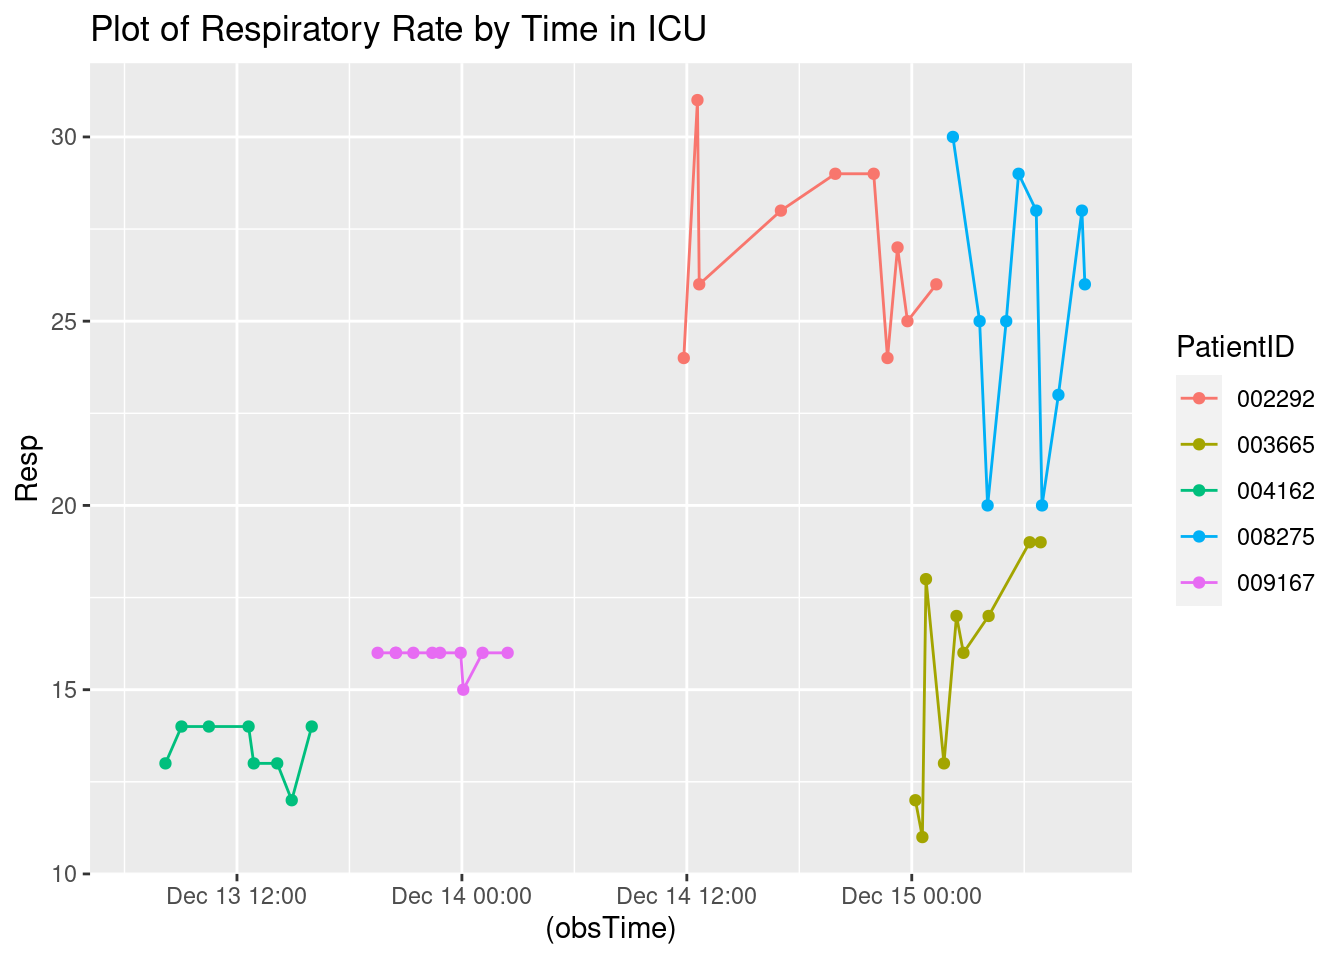 Plot of Respiratory Rate by Time in ICU
30
25
20
15
10
Resp
Dec 13 12:00
Dec 14 00:00
Dec 14 12:00
Dec 15 00:00
(obsTime)
PatientID
002292
003665
004162
008275
009167